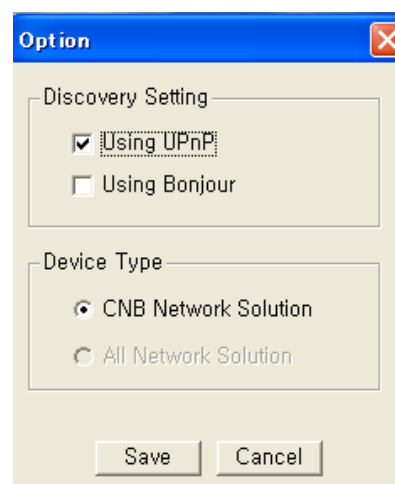 Option
Discovery Setting
Using UPnP
Using Bonjour
Device Type
CNB Network Solution
All Network Solution
Save Cancel